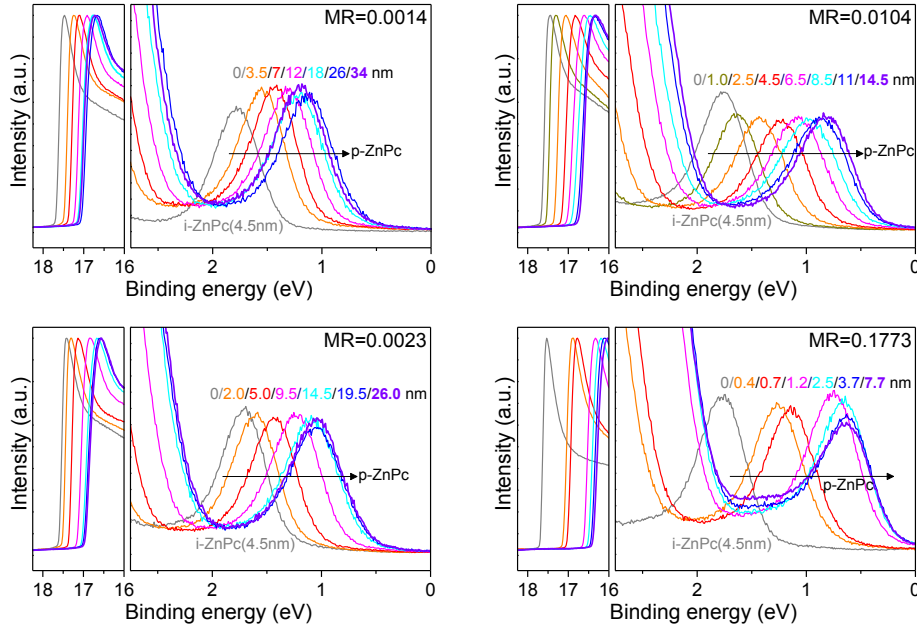 MR=0.0014
0/3.5/7/12/18/26/34 nm
p-ZnPc
i-ZnPc(4.5nm)
Intensity (a.u.)
18 17 16 2 1 0
Binding energy (eV)
MR=0.0104
0/1.0/2.5/4.5/6.5/8.5/11/14.5 nm
p-ZnPc
i-ZnPc(4.5nm)
Intensity (a.u.)
18 17 16 2 1 0
Binding energy (eV)
MR=0.0023
0/2.0/5.0/9.5/14.5/19.5/26.0 nm
p-ZnPc
i-ZnPc(4.5nm)
Intensity (a.u.)
18 17 16 2 1 0
Binding energy (eV)
MR=0.1773
0/0.4/0.7/1.2/2.5/3.7/7.7 nm
p-ZnPc
i-ZnPc(4.5nm)
Intensity (a.u.)
18 17 16 2 1 0
Binding energy (eV)